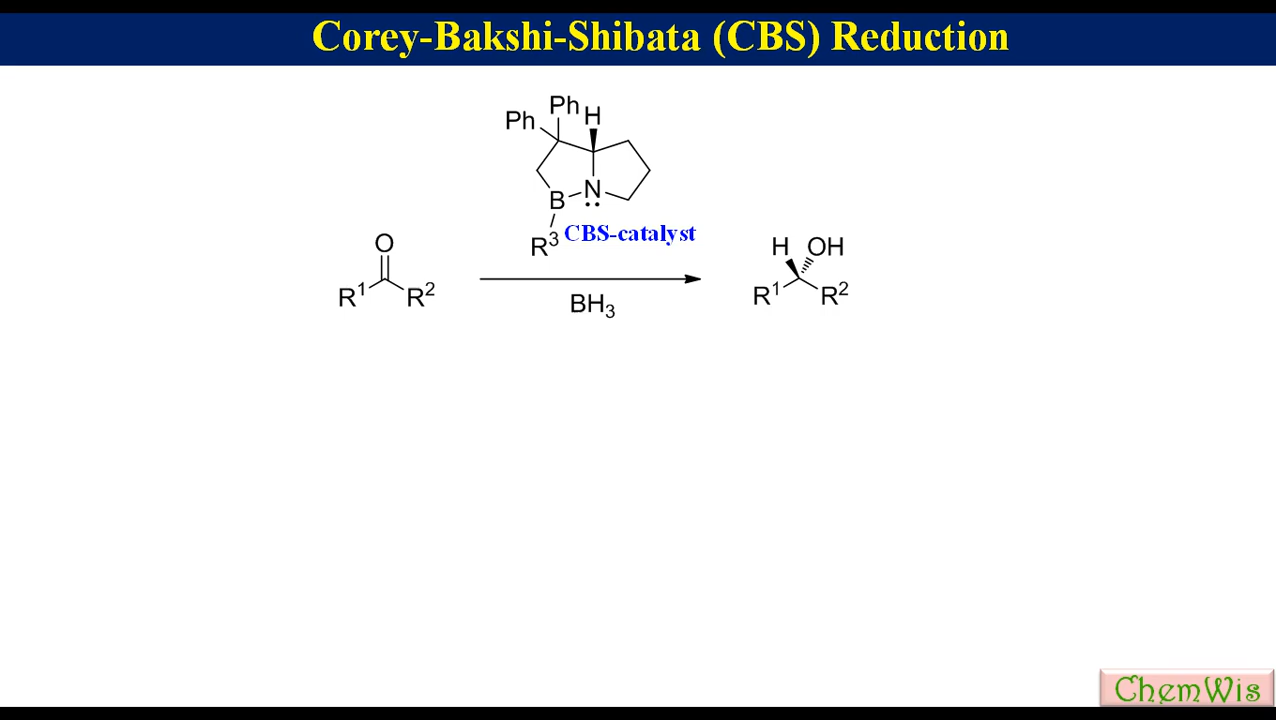 Corey-Bakshi-Shibata (CBS) Reduction
Ph
Ph
H
B
N
R3
CBS-catalyst
O
R1
R2
BH3
H
OH
R1
R2
ChemWis